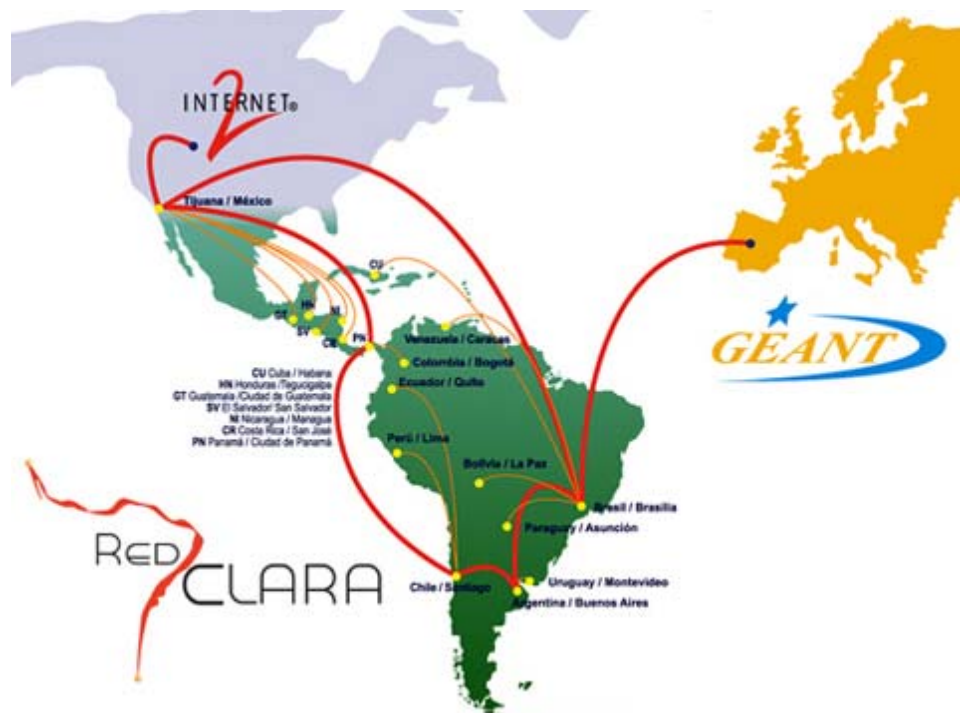 INTERNET®
2
Tijuana / México
CU
HN
GT
NI
SV
CR
PN
Venezuela / Caracas
Colombia / Bogotá
Ecuador / Quito
CU Cuba / Habana
HN Honduras /Tegucigalpa
GT Guatemala /Ciudad de Guatemala
SV El Salvador/ San Salvador
NI Nicaragua / Managua
CR Costa Rica / San José
PN Panamá / Ciudad de Panamá
GÉANT
Perú / Lima
Bolivia / La Paz
Brasil / Brasilia
Paraguay / Asunción
RED
CLARA
Chile / Santiago
Uruguay / Montevideo
Argentina / Buenos Aires